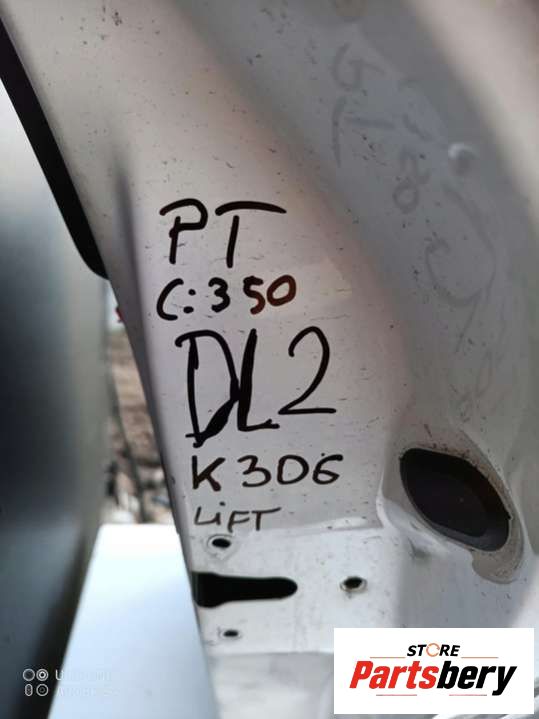 PT
C:350
DL2
K306
LIFT
STORE
Partsbery